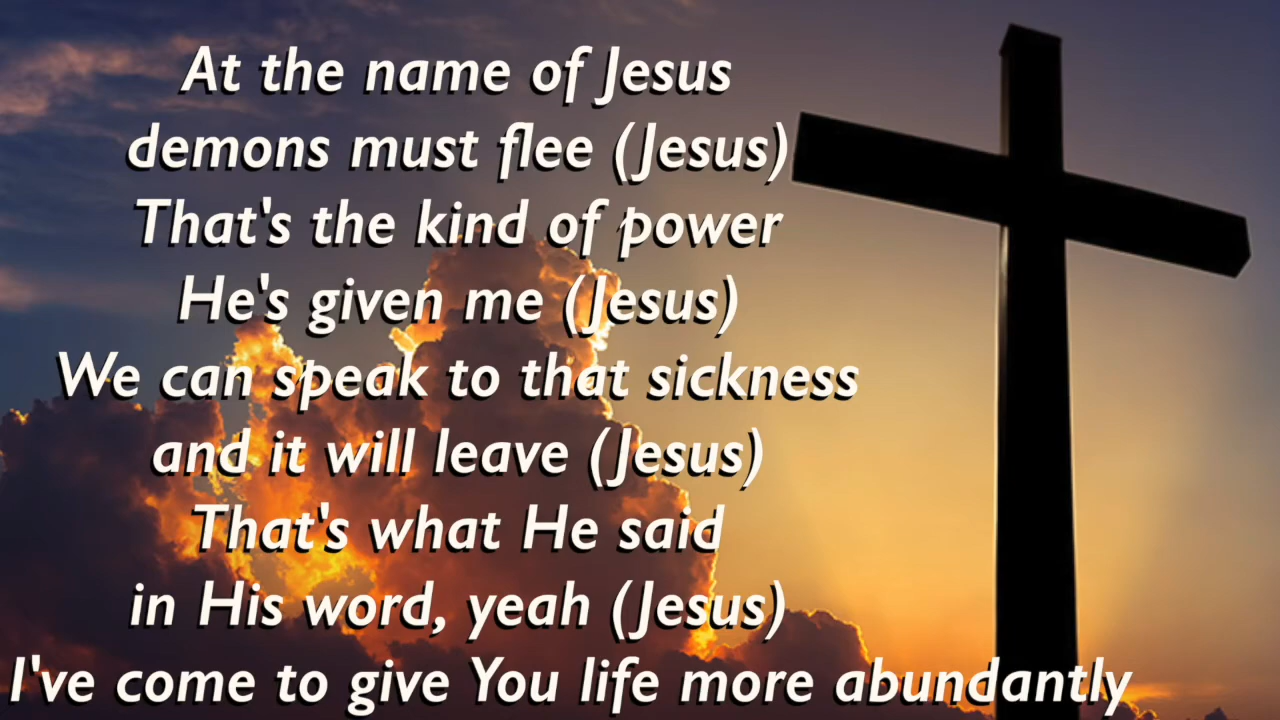 At the name of Jesus
demons must flee (Jesus)
That's the kind of power
He's given me (Jesus)
We can speak to that sickness
and it will leave (Jesus)
That's what He said
in His word, yeah (Jesus)
I've come to give You life more abundantly